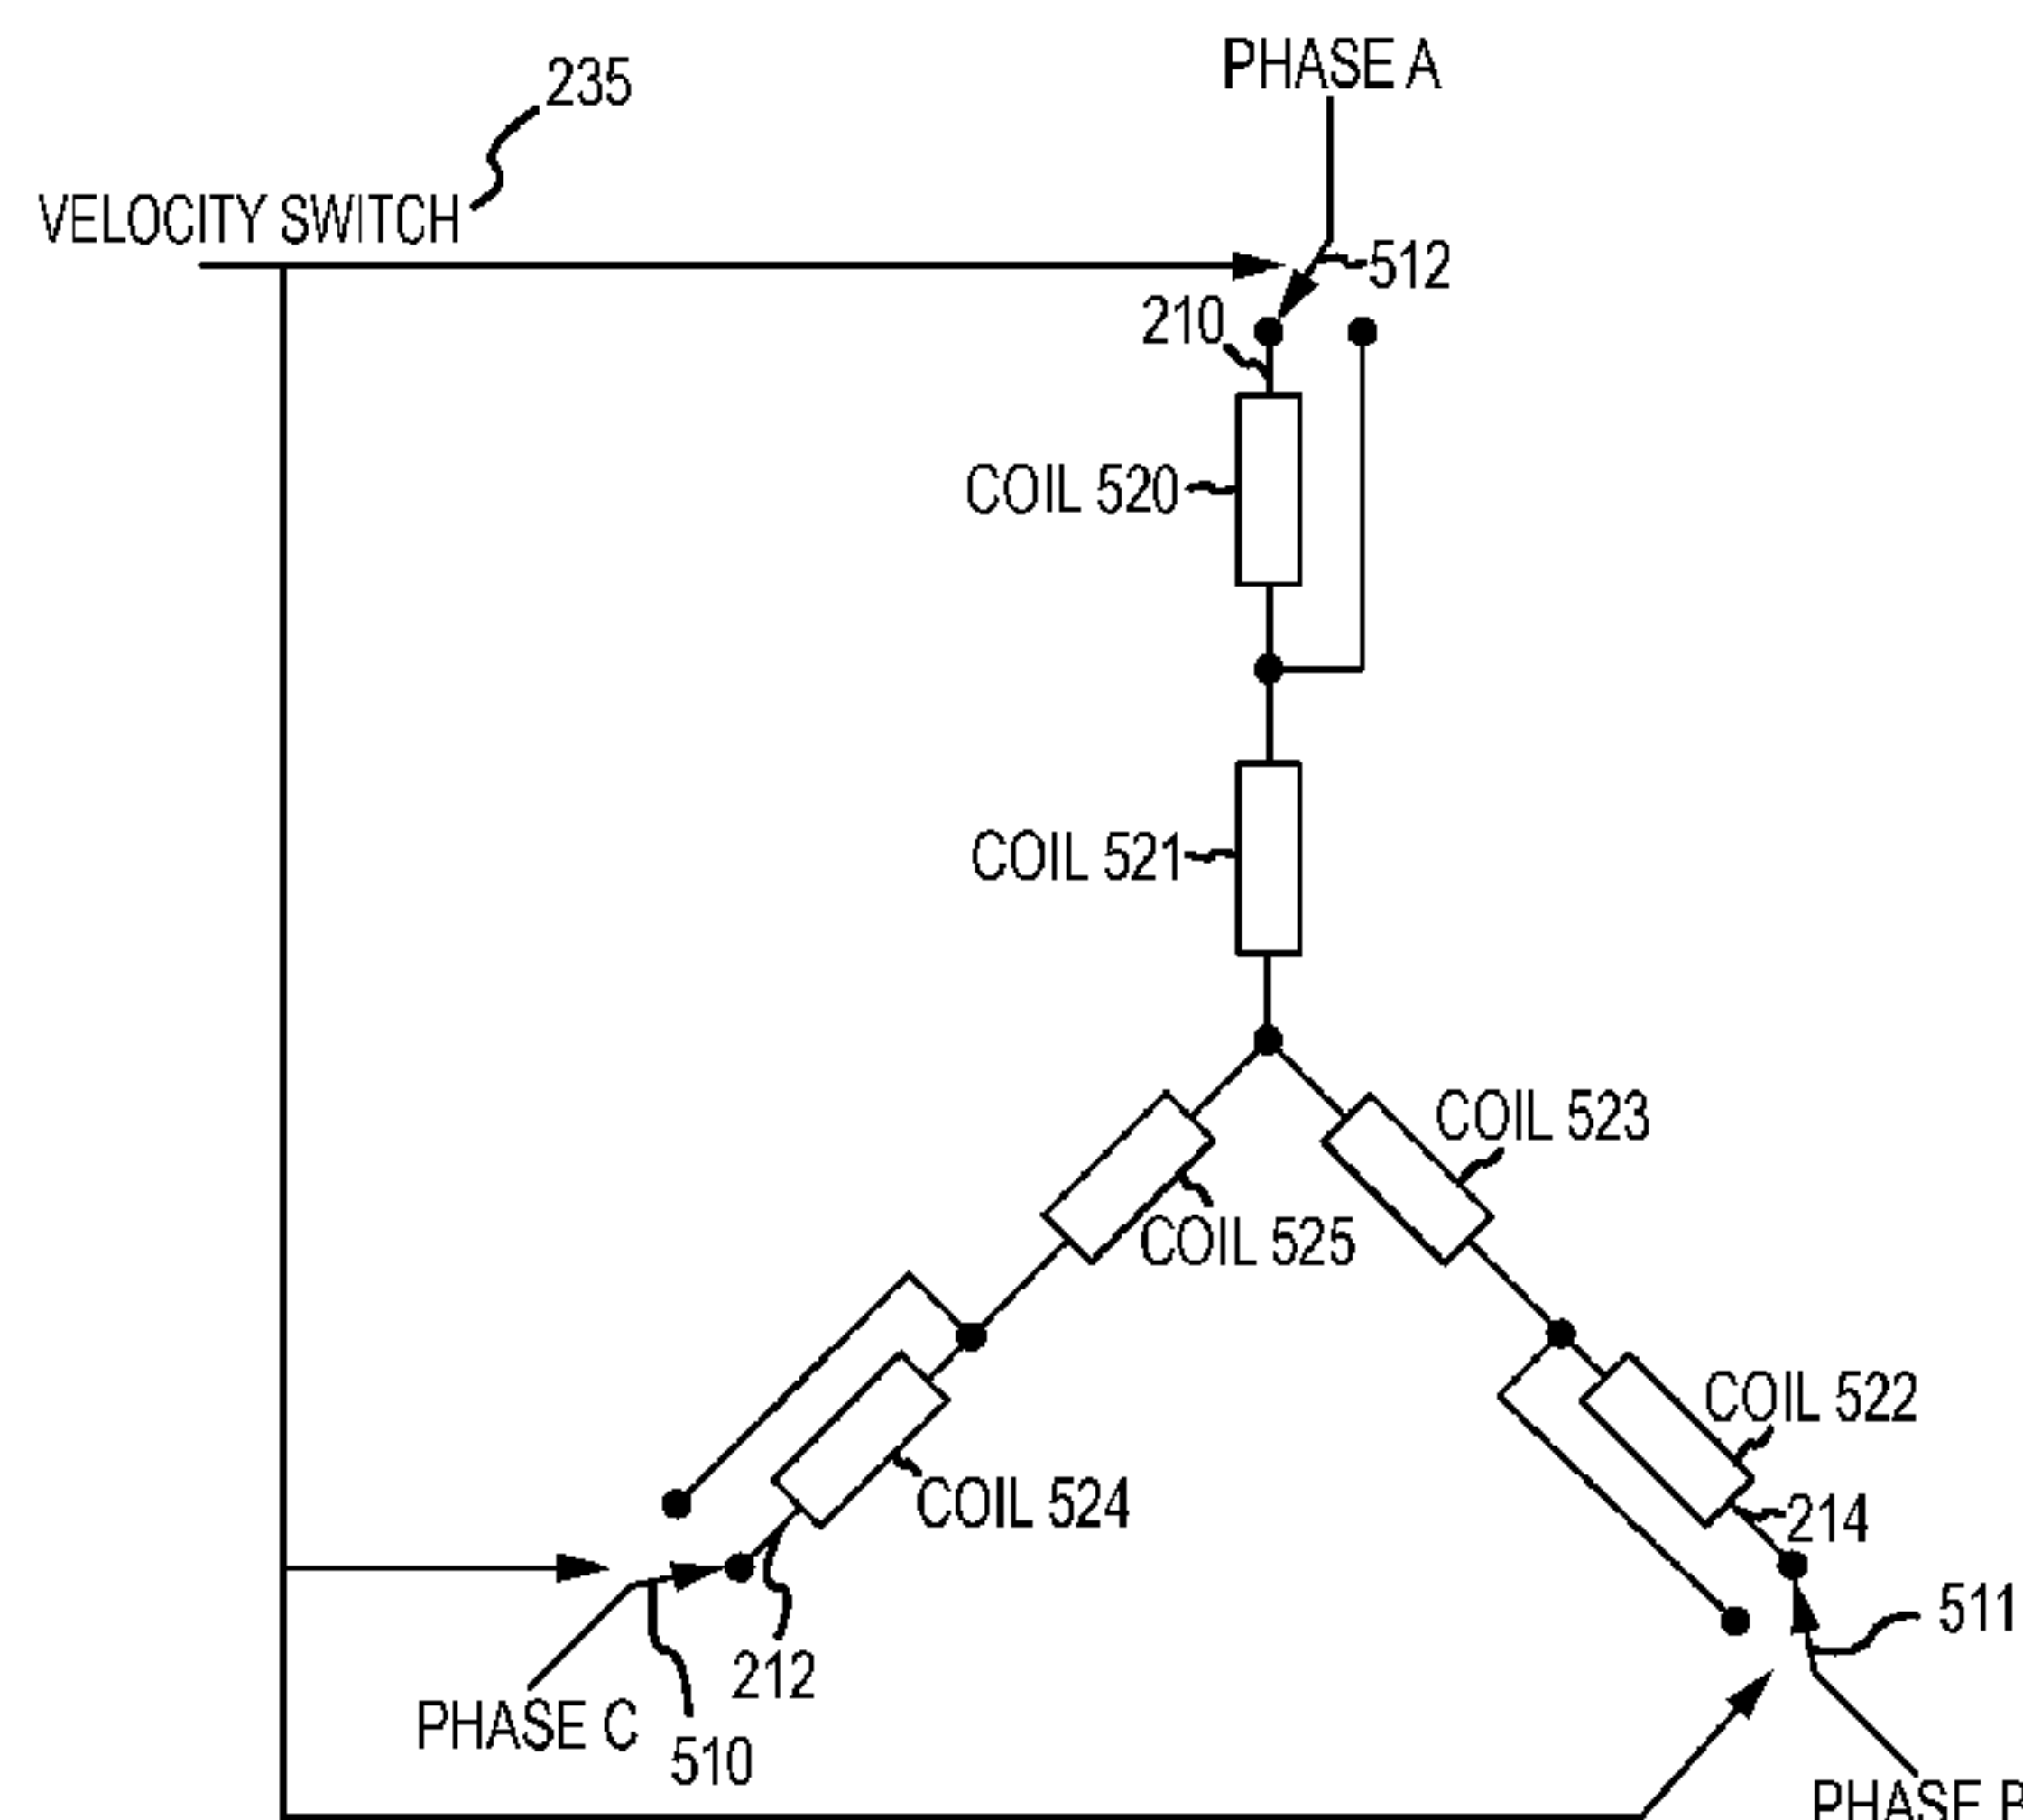 PHASE A
235
VELOCITY SWITCH
512
210
COIL 520
COIL 521
COIL 523
COIL 525
COIL 522
COIL 524
214
511
212
PHASE C
510
PHASE B